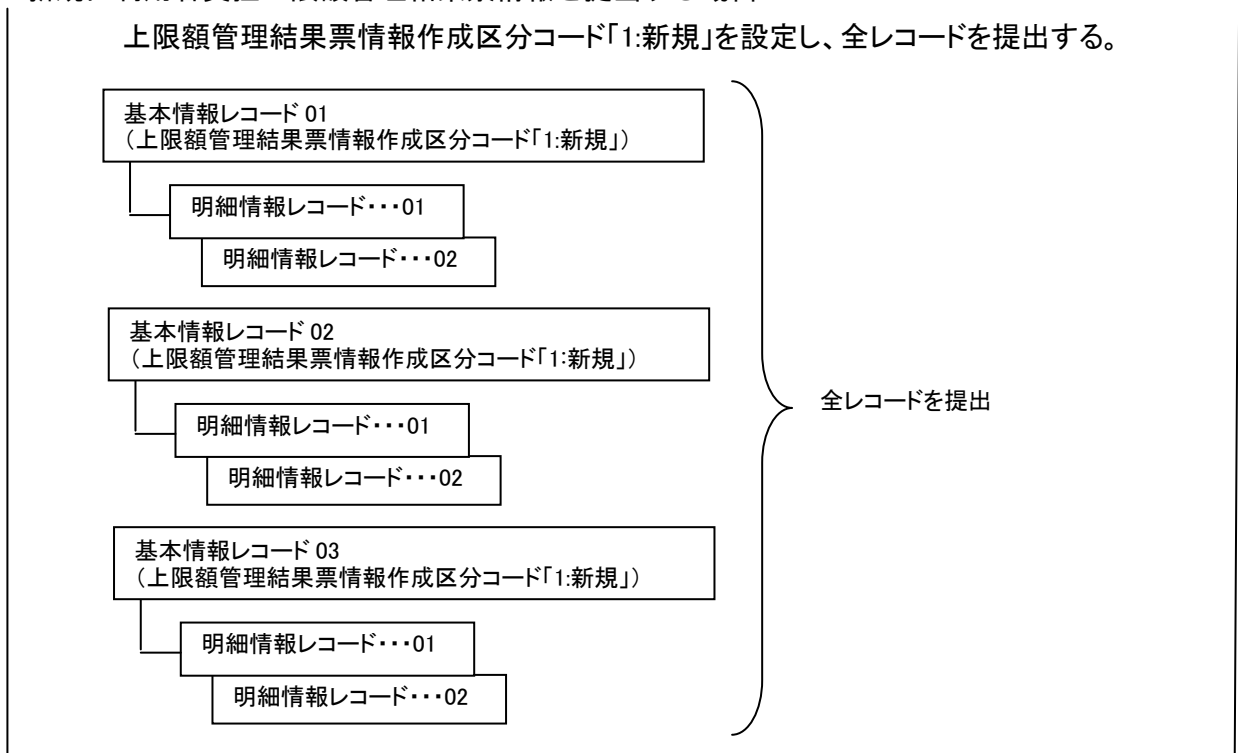 上限額管理結果票情報作成区分コード「1:新規」を設定し、全レコードを提出する。
基本情報レコード 01
（上限額管理結果票情報作成区分コード「1:新規」）
明細情報レコード・・・01
明細情報レコード・・・02
基本情報レコード 02
（上限額管理結果票情報作成区分コード「1:新規」）
明細情報レコード・・・01
明細情報レコード・・・02
全レコードを提出
基本情報レコード 03
（上限額管理結果票情報作成区分コード「1:新規」）
明細情報レコード・・・01
明細情報レコード・・・02